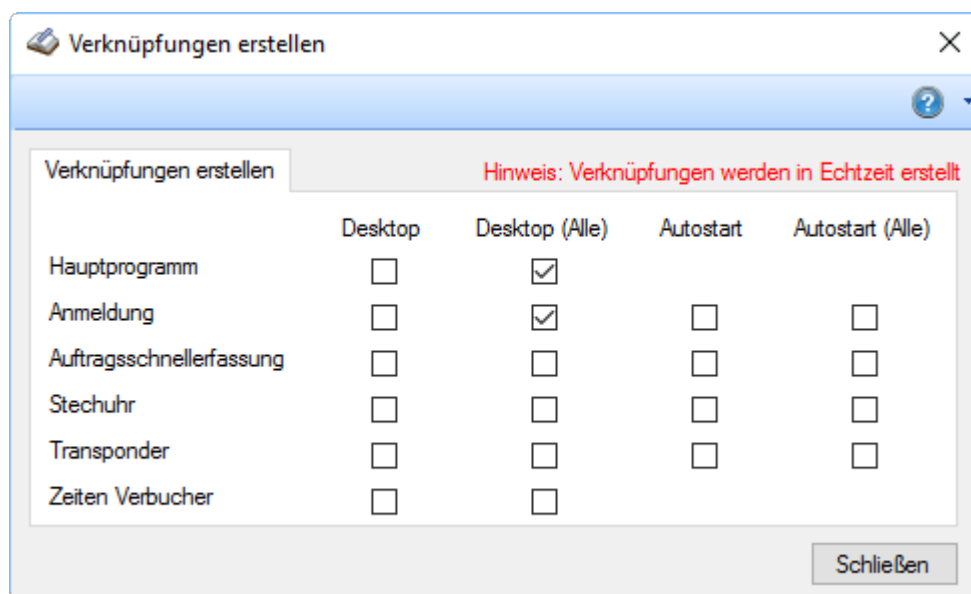 Verknüpfungen erstellen
Verknüpfungen erstellen
Hinweis: Verknüpfungen werden in Echtzeit erstellt
Desktop Desktop (Alle) Autostart Autostart (Alle)
Hauptprogramm
Anmeldung
Auftragsschnellerfassung
Stechuhr
Transponder
Zeiten Verbucher
Schließen